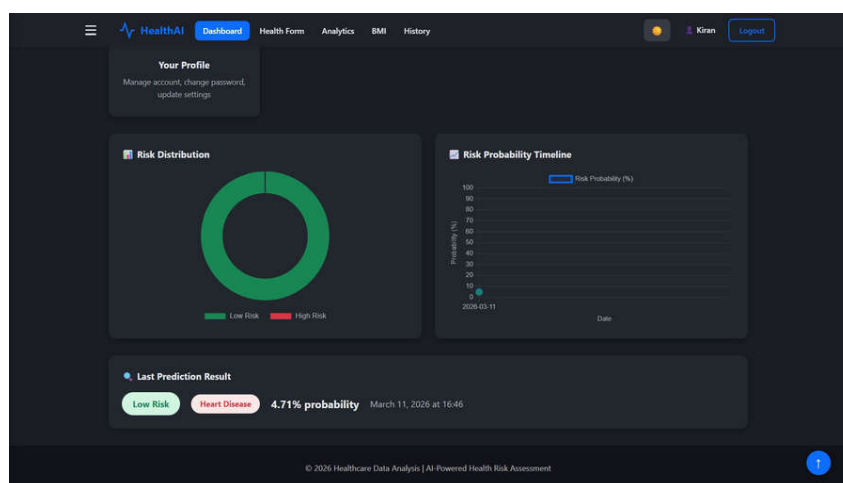 HealthAI Dashboard Health Form Analytics BMI History Kiran Logout
Your Profile
Manage account, change password,
update settings
Risk Distribution
Low Risk High Risk
Risk Probability Timeline
Risk Probability (%)
Probability (%)
100
90
80
70
60
50
40
30
20
10
0
2026-03-11
Date
Last Prediction Result
Low Risk Heart Disease 4.71% probability March 11, 2026 at 16:46
© 2026 Healthcare Data Analysis | AI-Powered Health Risk Assessment